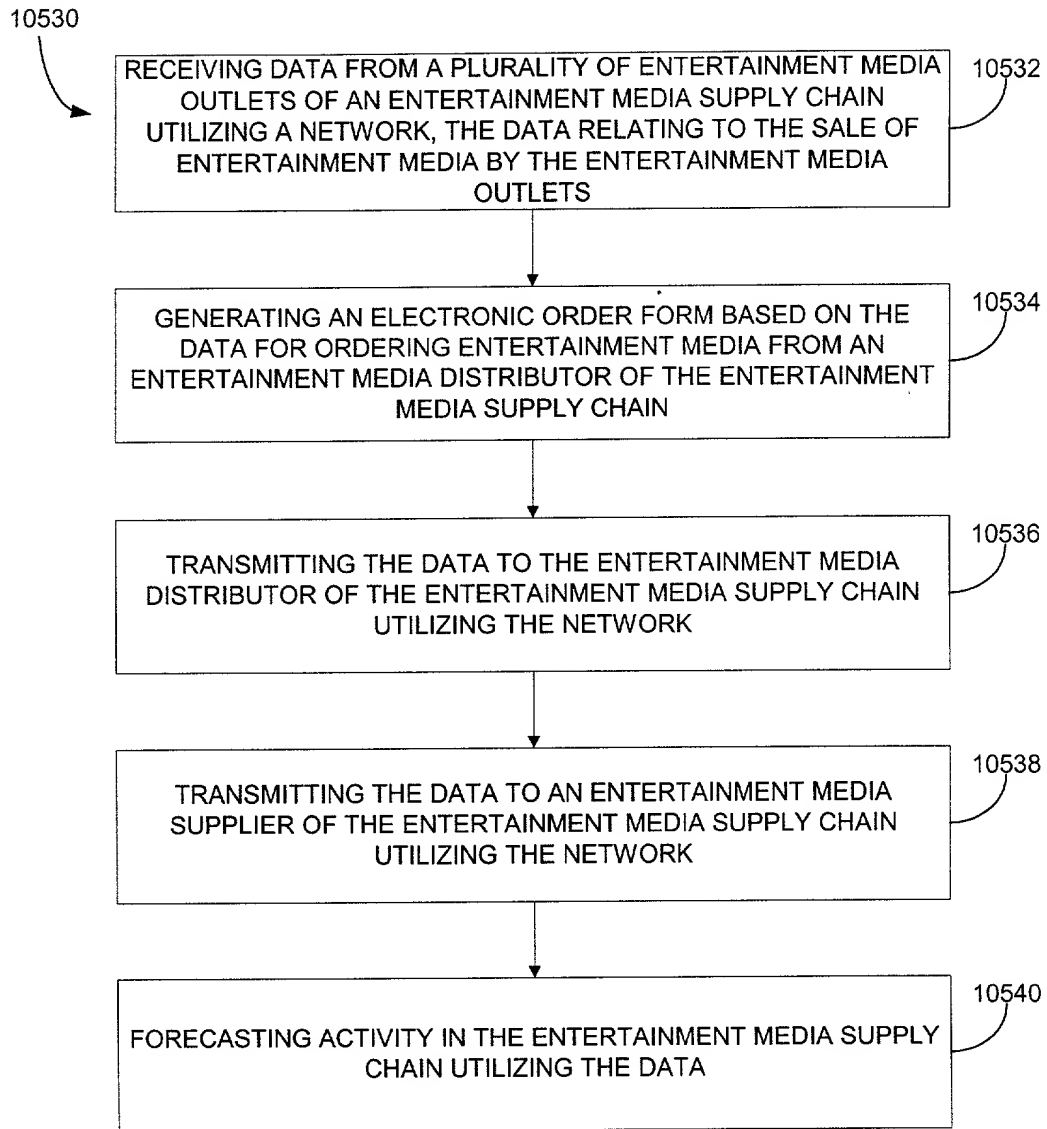 10530
RECEIVING DATA FROM A PLURALITY OF ENTERTAINMENT MEDIA
OUTLETS OF AN ENTERTAINMENT MEDIA SUPPLY CHAIN
UTILIZING A NETWORK, THE DATA RELATING TO THE SALE OF
ENTERTAINMENT MEDIA BY THE ENTERTAINMENT MEDIA
OUTLETS
10532
GENERATING AN ELECTRONIC ORDER FORM BASED ON THE
DATA FOR ORDERING ENTERTAINMENT MEDIA FROM AN
ENTERTAINMENT MEDIA DISTRIBUTOR OF THE ENTERTAINMENT
MEDIA SUPPLY CHAIN
10534
TRANSMITTING THE DATA TO THE ENTERTAINMENT MEDIA
DISTRIBUTOR OF THE ENTERTAINMENT MEDIA SUPPLY CHAIN
UTILIZING THE NETWORK
10536
TRANSMITTING THE DATA TO AN ENTERTAINMENT MEDIA
SUPPLIER OF THE ENTERTAINMENT MEDIA SUPPLY CHAIN
UTILIZING THE NETWORK
10538
FORECASTING ACTIVITY IN THE ENTERTAINMENT MEDIA SUPPLY
CHAIN UTILIZING THE DATA
10540